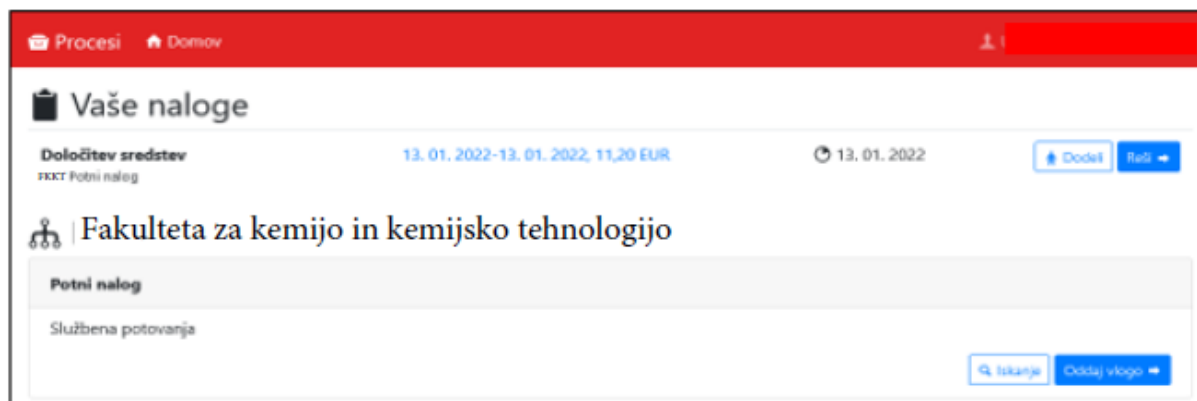 Procesi Domov
Vaše naloge
Določitev sredstev 13. 01. 2022-13. 01. 2022, 11,20 EUR 13. 01. 2022 Dodeli Reši
FKKT Potni nalog
Fakulteta za kemijo in kemijsko tehnologijo
Potni nalog
Službena potovanja
Iskanje Oddaj vlogo